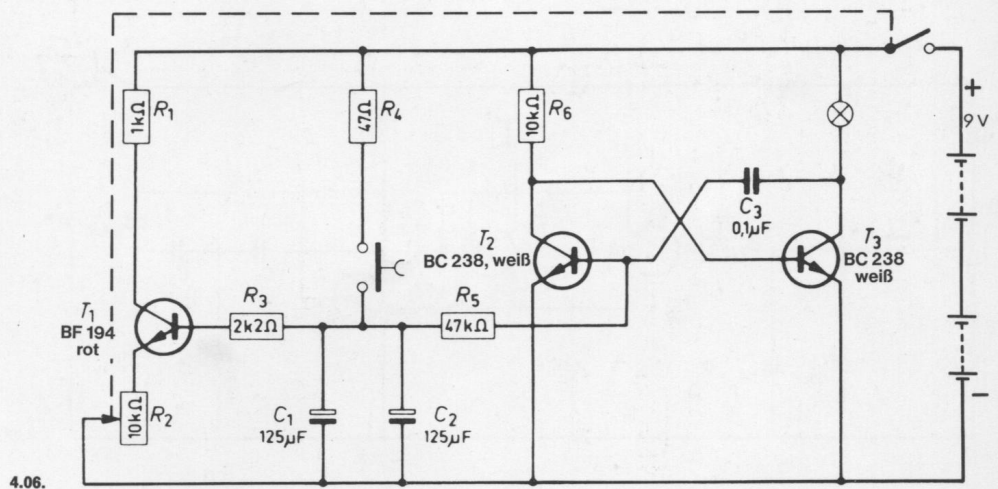 1kΩ
R1
47Ω
R4
10kΩ
R6
+
9 V
C3
0,1µF
T2
BC 238, weiß
T3
BC 238
weiß
T1
BF 194
rot
R3
2k2Ω
R5
47kΩ
10kΩ
R2
C1
125µF
C2
125µF
−
4.06.